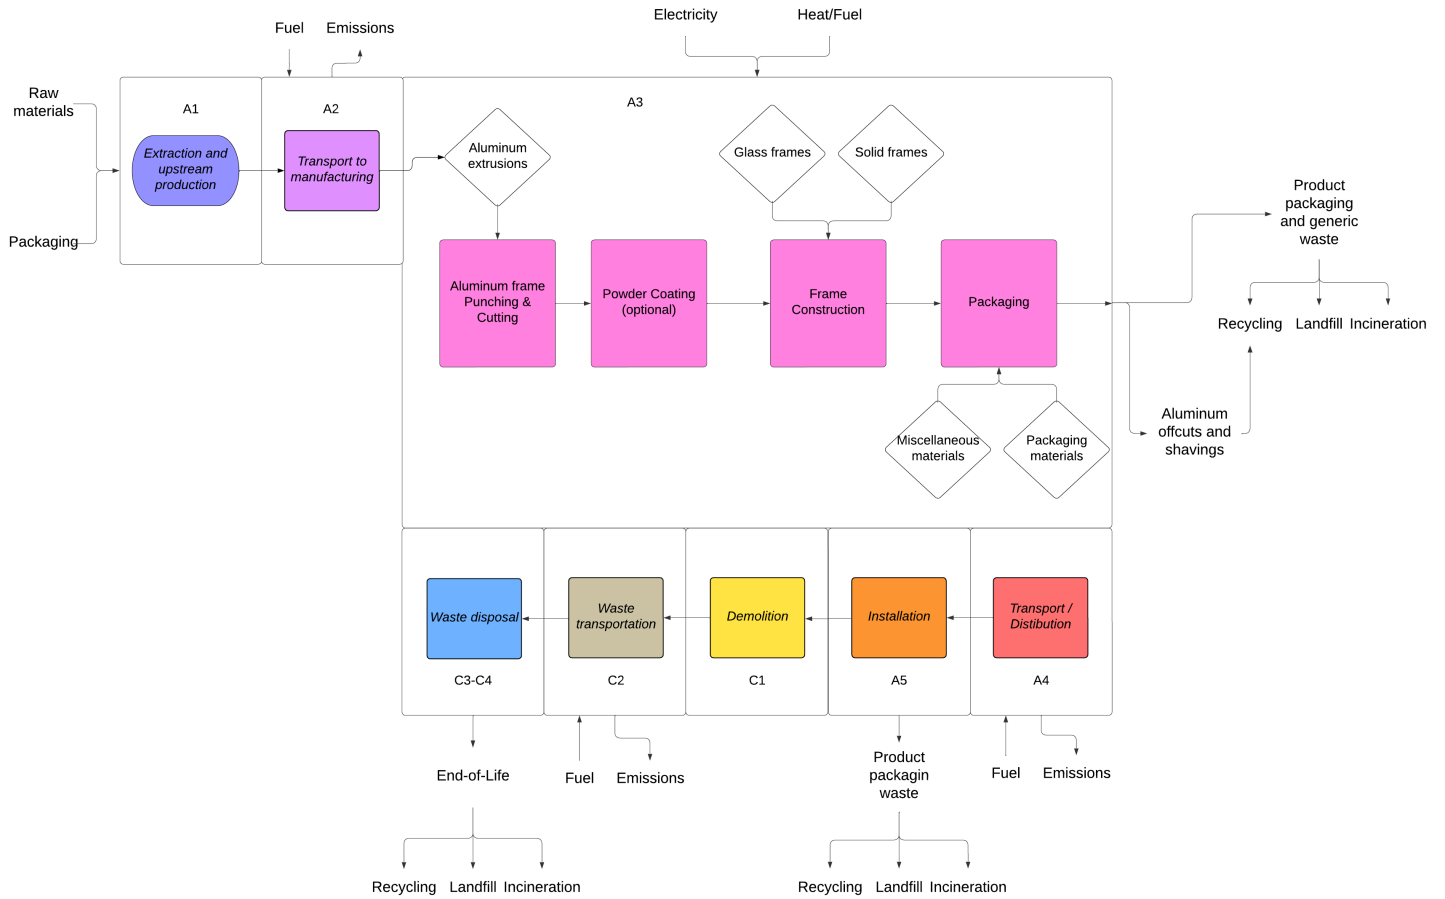 Electricity
Heat/Fuel
Fuel
Emissions
Raw
materials
Packaging
A1
Extraction and
upstream
production
A2
Transport to
manufacturing
A3
Aluminum
extrusions
Glass frames
Solid frames
Aluminum frame
Punching &
Cutting
Powder Coating
(optional)
Frame
Construction
Packaging
Miscellaneous
materials
Packaging
materials
Product
packaging
and generic
waste
Recycling
Landfill
Incineration
Aluminum
offcuts and
shavings
Waste disposal
C3-C4
Waste
transportation
C2
Demolition
C1
Installation
A5
Transport /
Distibution
A4
End-of-Life
Fuel
Emissions
Product
packagin
waste
Fuel
Emissions
Recycling
Landfill
Incineration
Recycling
Landfill
Incineration